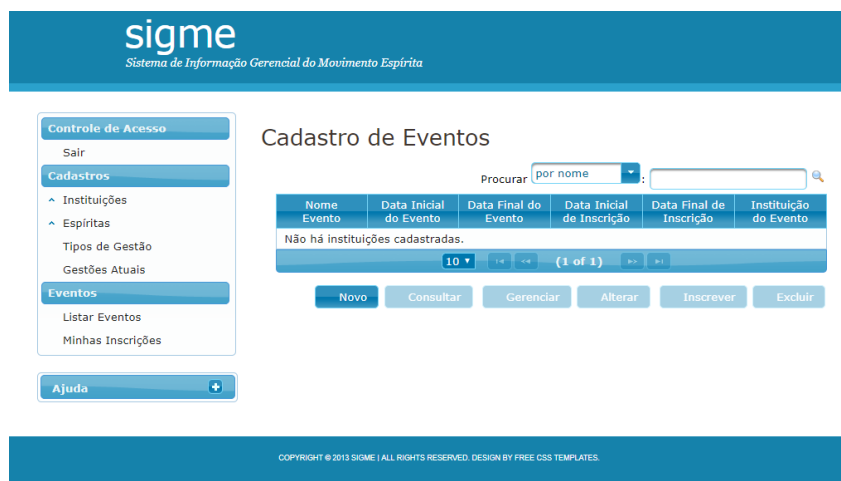 sigme
Sistema de Informação Gerencial do Movimento Espírita
Controle de Acesso
Sair
Cadastros
Instituições
Espíritas
Tipos de Gestão
Gestões Atuais
Eventos
Listar Eventos
Minhas Inscrições
Ajuda
Cadastro de Eventos
Procurar por nome :
Nome Evento Data Inicial do Evento Data Final do Evento Data Inicial de Inscrição Data Final de Inscrição Instituição do Evento
Não há instituições cadastradas.
10 (1 of 1)
Novo Consultar Gerenciar Alterar Inscrever Excluir
COPYRIGHT © 2013 SIGME | ALL RIGHTS RESERVED. DESIGN BY FREE CSS TEMPLATES.